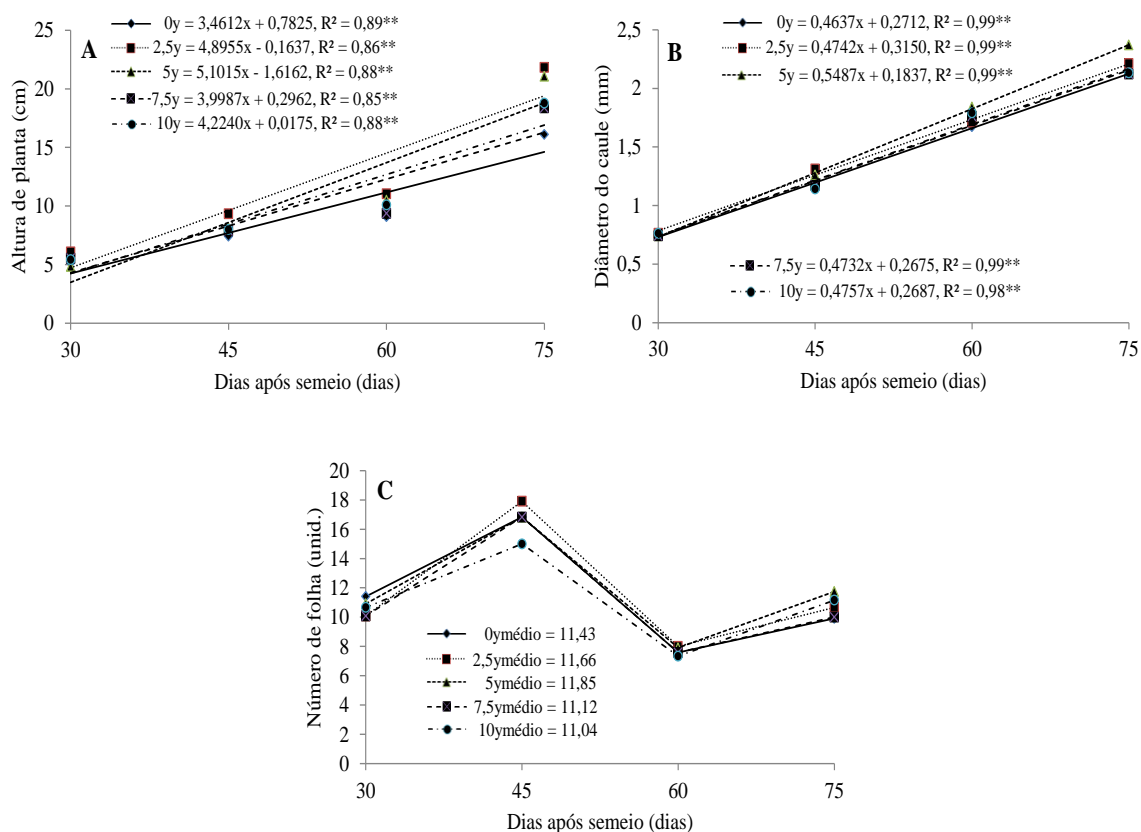 A
0y = 3,4612x + 0,7825, R² = 0,89**
2,5y = 4,8955x - 0,1637, R² = 0,86**
5y = 5,1015x - 1,6162, R² = 0,88**
7,5y = 3,9987x + 0,2962, R² = 0,85**
10y = 4,2240x + 0,0175, R² = 0,88**
Altura de planta (cm)
25
20
15
10
5
0
30 45 60 75
Dias após semeio (dias)
B
0y = 0,4637x + 0,2712, R² = 0,99**
2,5y = 0,4742x + 0,3150, R² = 0,99**
5y = 0,5487x + 0,1837, R² = 0,99**
7,5y = 0,4732x + 0,2675, R² = 0,99**
10y = 0,4757x + 0,2687, R² = 0,98**
Diâmetro do caule (mm)
2,5
2
1,5
1
0,5
0
30 45 60 75
Dias após semeio (dias)
C
Número de folha (unid.)
20
18
16
14
12
10
8
6
4
2
0
0ymédio = 11,43
2,5ymédio = 11,66
5ymédio = 11,85
7,5ymédio = 11,12
10ymédio = 11,04
30 45 60 75
Dias após semeio (dias)